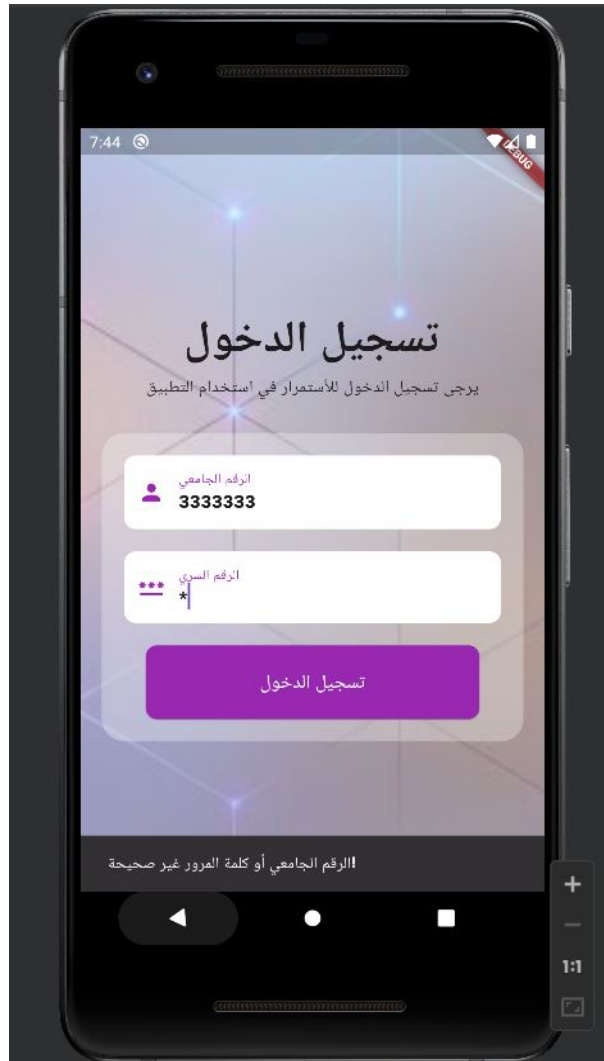 7:44
DEBUG
تسجيل الدخول
يرجى تسجيل الدخول للأستمرار في استخدام التطبيق
الرقم الجامعي
3333333
الرقم السري
*
تسجيل الدخول
!الرقم الجامعي أو كلمة المرور غير صحيحة
1:1